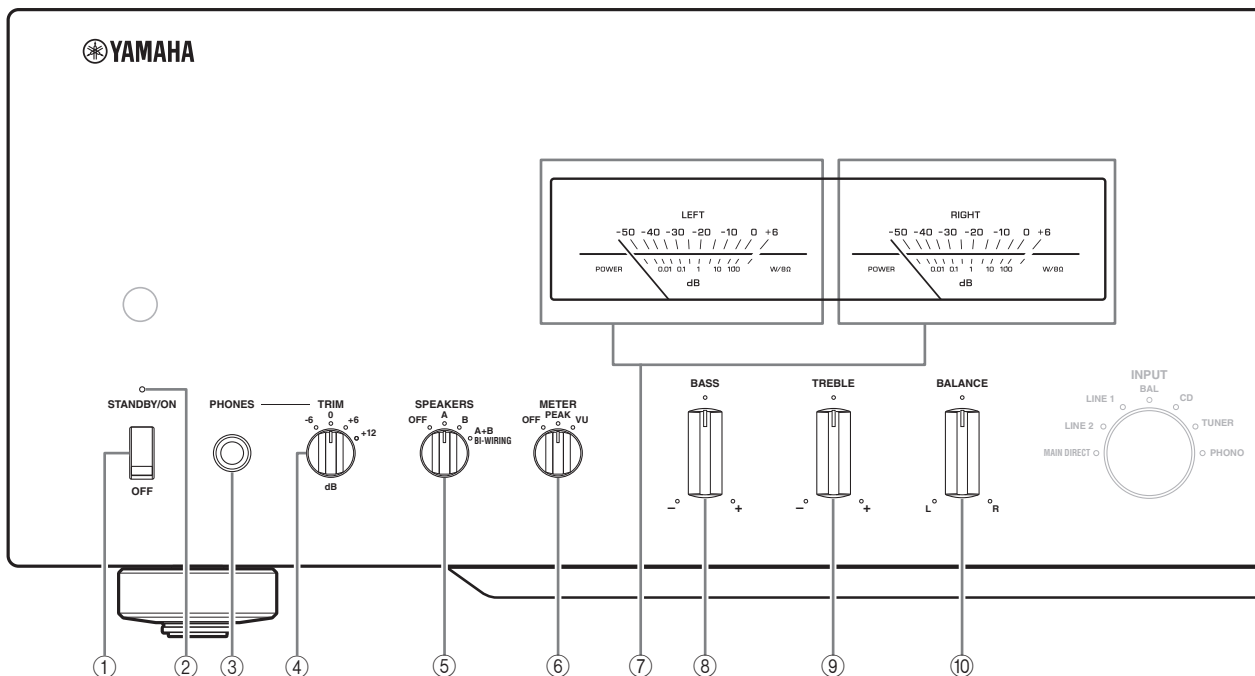 YAMAHA
LEFT
-50 -40 -30 -20 -10 0 +6
POWER 0.01 0.1 1 10 100 W/8Ω
dB
RIGHT
-50 -40 -30 -20 -10 0 +6
POWER 0.01 0.1 1 10 100 W/8Ω
dB
STANDBY/ON
OFF
PHONES
TRIM
-6 0 +6 +12
dB
SPEAKERS
OFF A B A+B
BI-WIRING
METER
OFF PEAK VU
BASS
– +
TREBLE
– +
BALANCE
L R
INPUT
BAL
LINE 1 CD
LINE 2 TUNER
MAIN DIRECT PHONO
① ② ③ ④ ⑤ ⑥ ⑦ ⑧ ⑨ ⑩